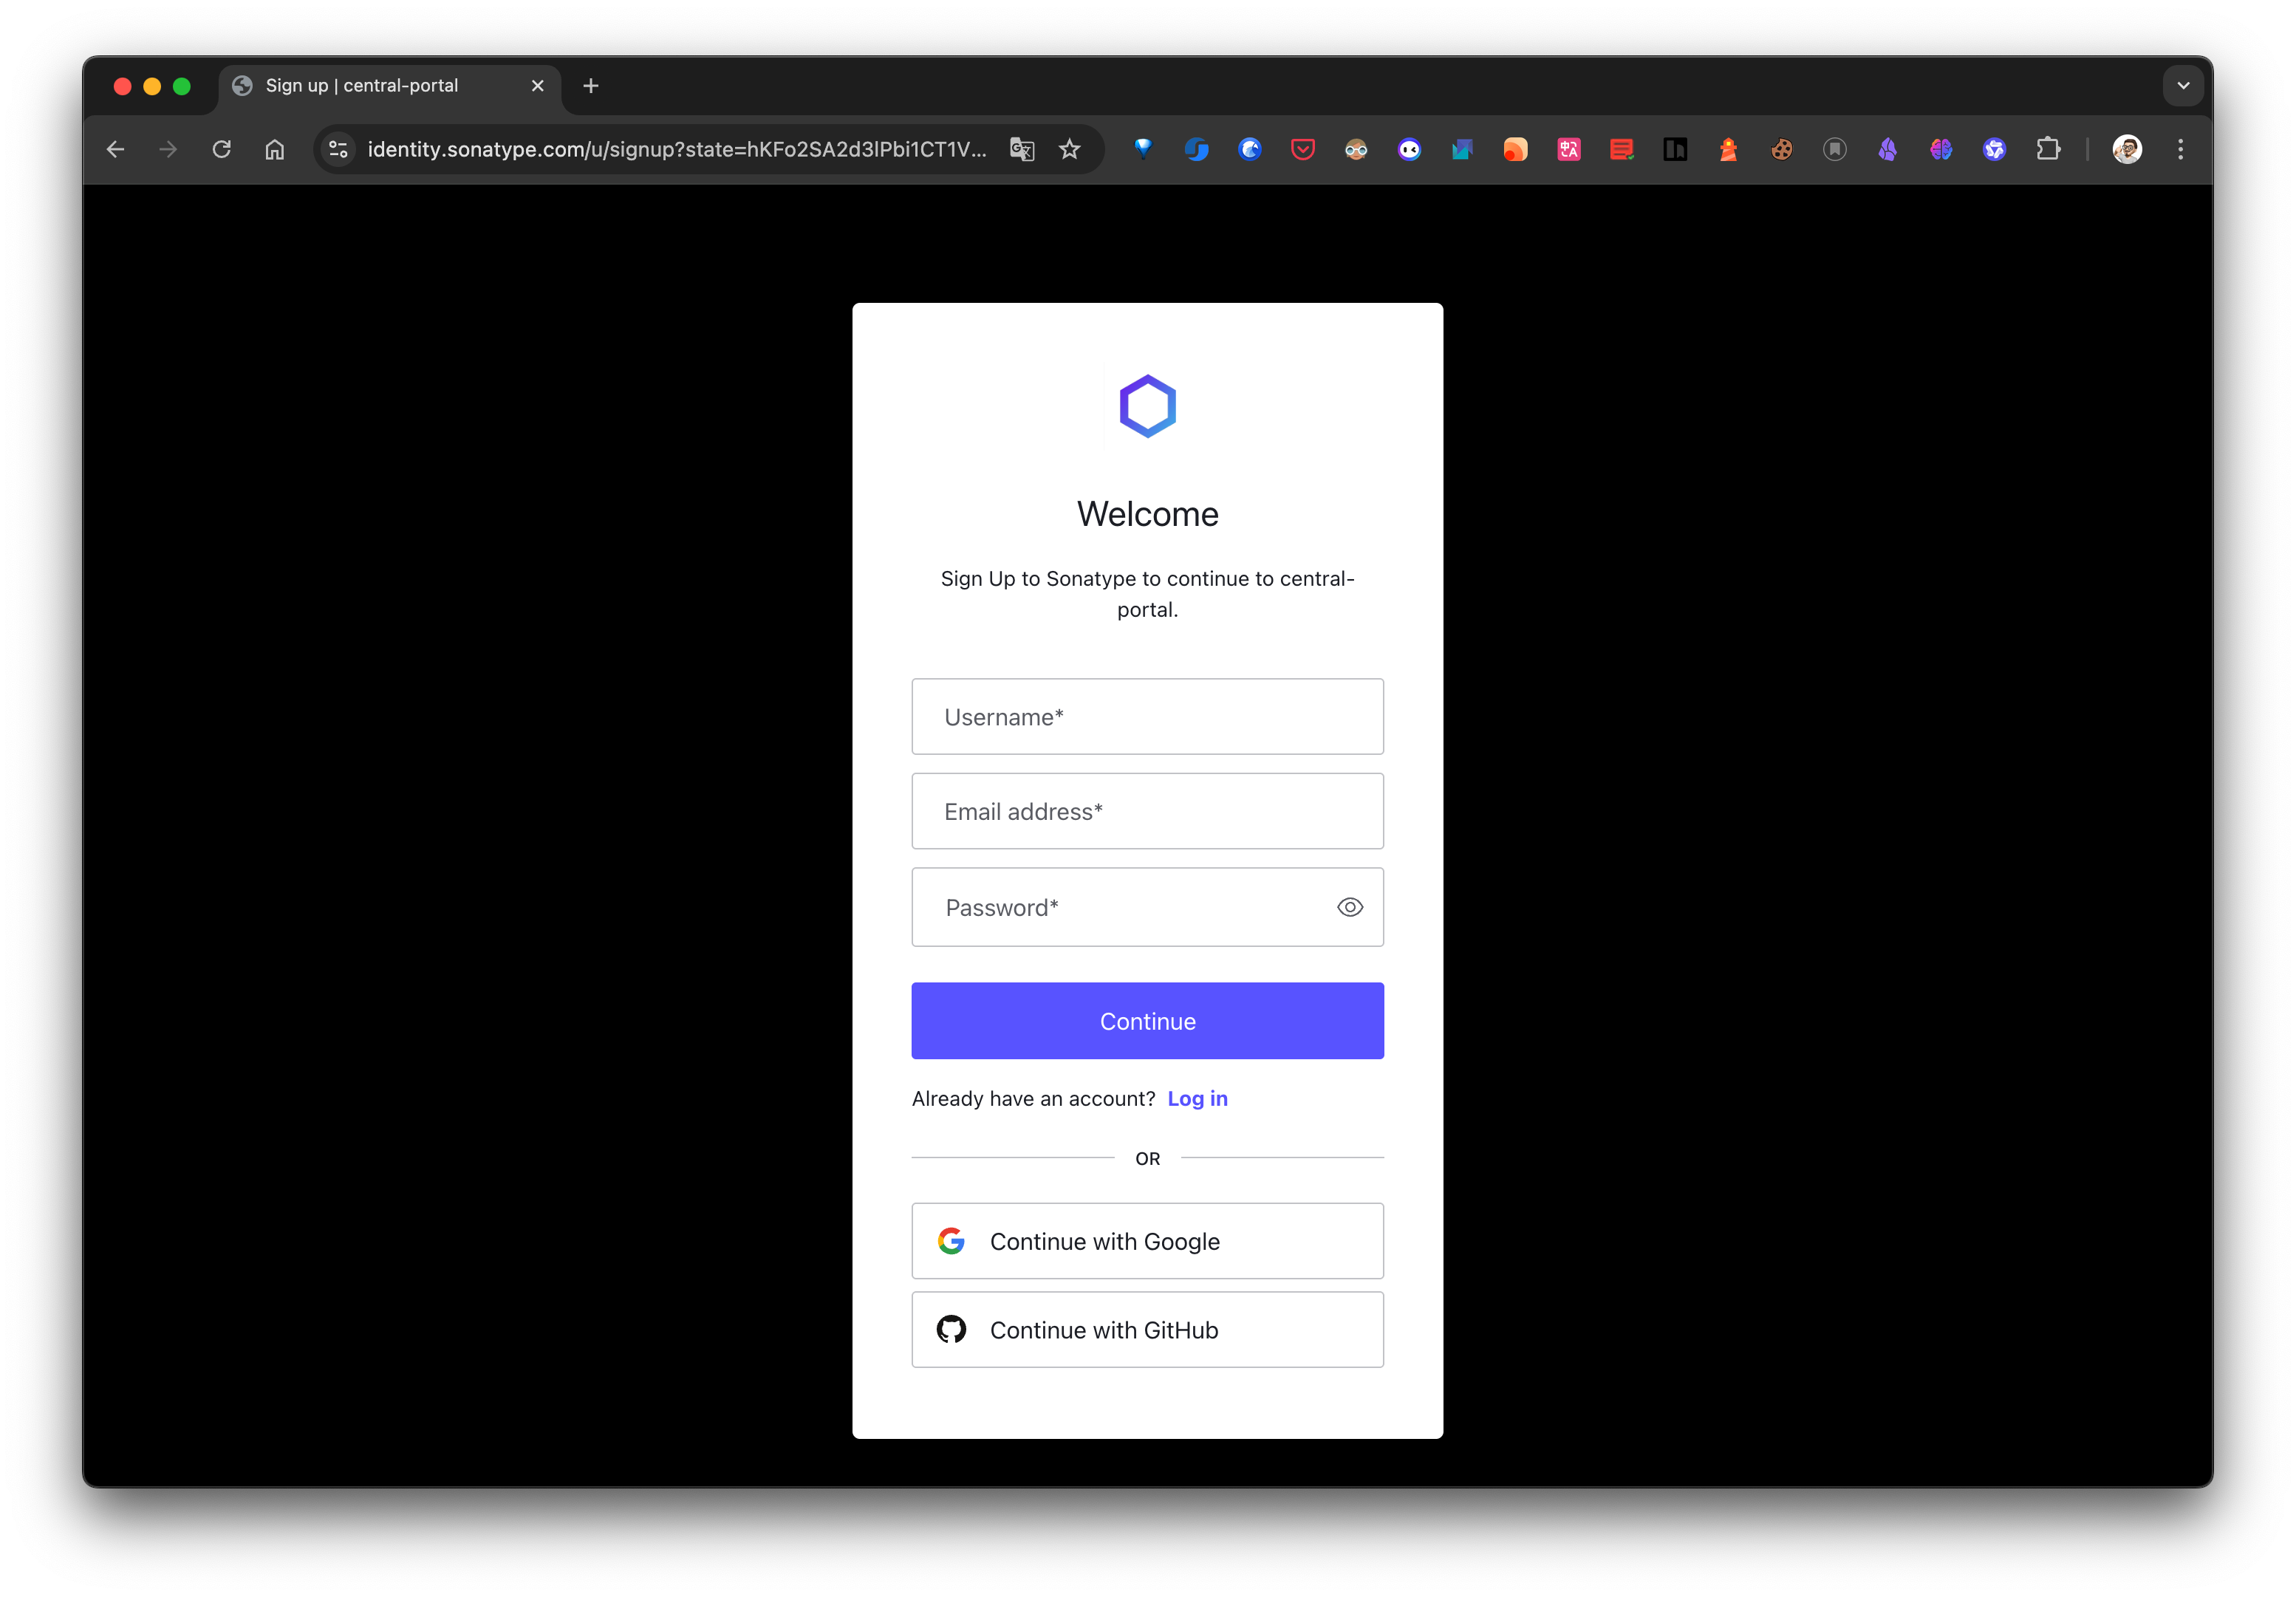 Sign up | central-portal
identity.sonatype.com/u/signup?state=hKFo2SA2d3lPbi1CT1V...
Welcome
Sign Up to Sonatype to continue to central-
portal.
Username*
Email address*
Password*
Continue
Already have an account? Log in
OR
Continue with Google
Continue with GitHub